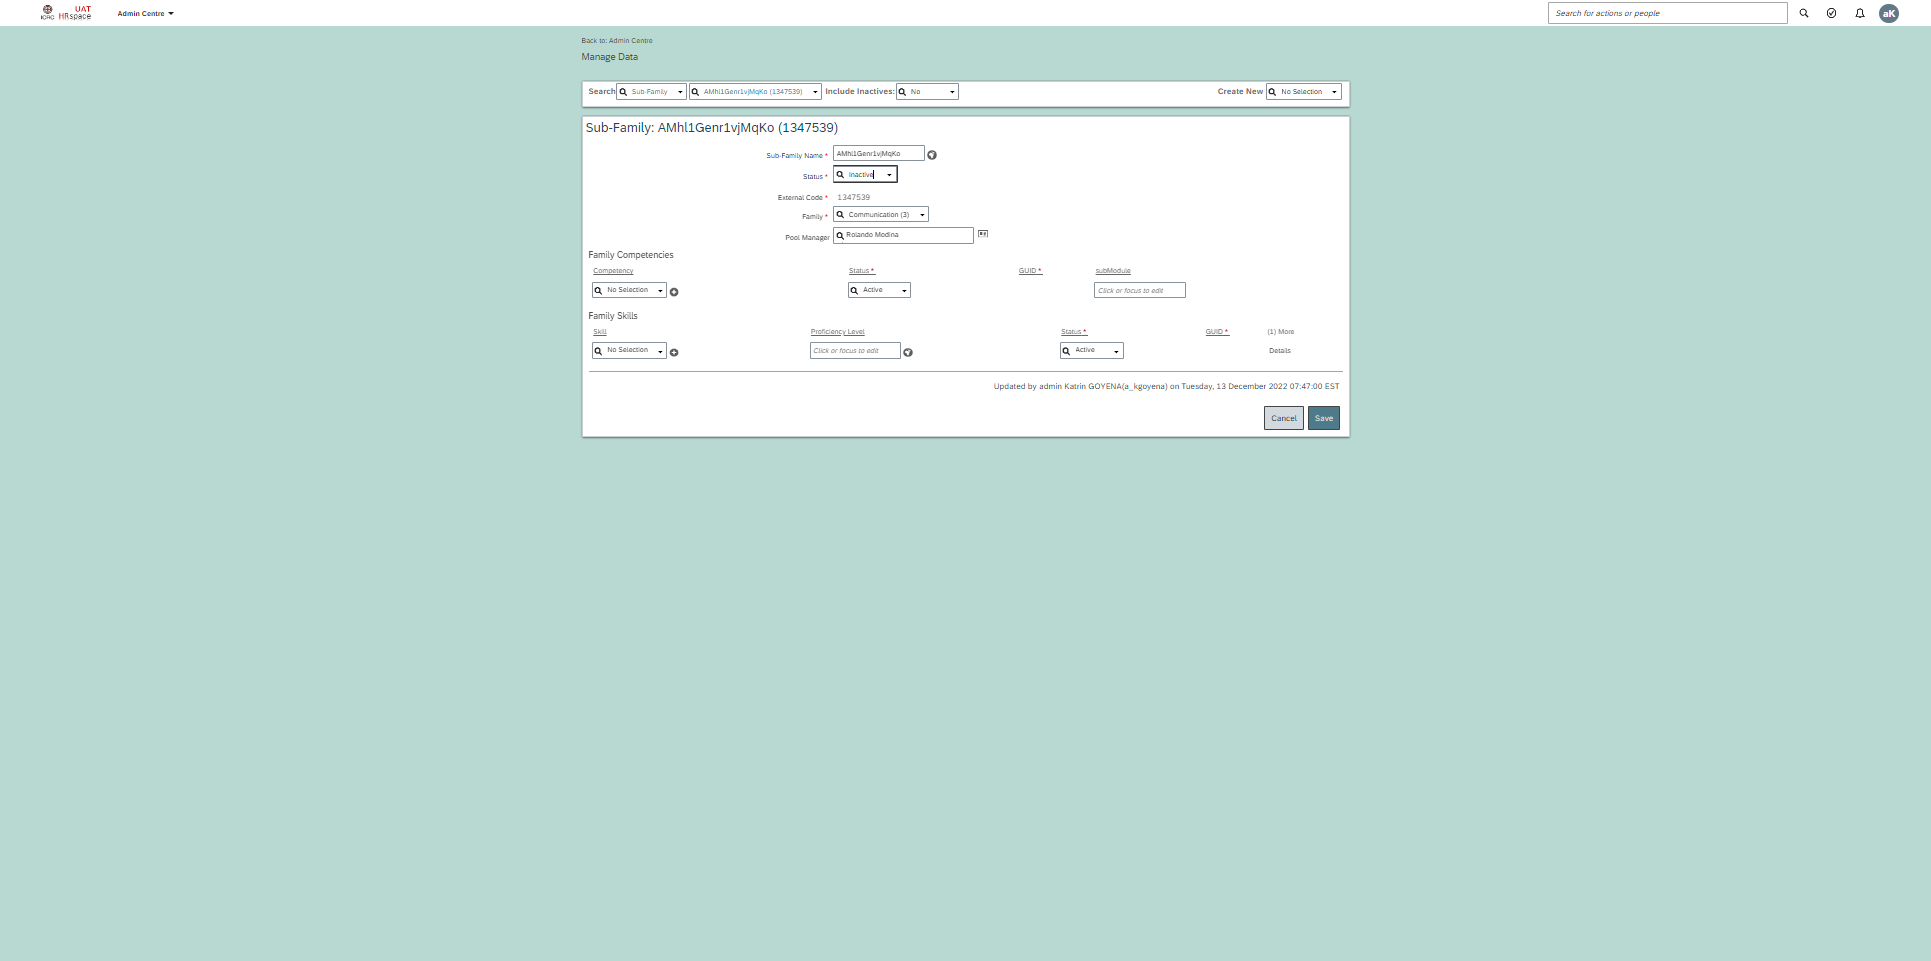 ICRC UAT HRspace Admin Centre Search for actions or people aK
Back to: Admin Centre
Manage Data
Search Sub-Family AMhl1Genr1vjMqKo (1347539) Include Inactives: No Create New No Selection
Sub-Family: AMhl1Genr1vjMqKo (1347539)
Sub-Family Name * AMhl1Genr1vjMqKo
Status * Inactive
External Code * 1347539
Family * Communication (3)
Pool Manager Rolando Modina
Family Competencies
Competency Status * GUID * subModule
No Selection Active Click or focus to edit
Family Skills
Skill Proficiency Level Status * GUID * (1) More
No Selection Click or focus to edit Active Details
Updated by admin Katrin GOYENA(a_kgoyena) on Tuesday, 13 December 2022 07:47:00 EST
Cancel Save